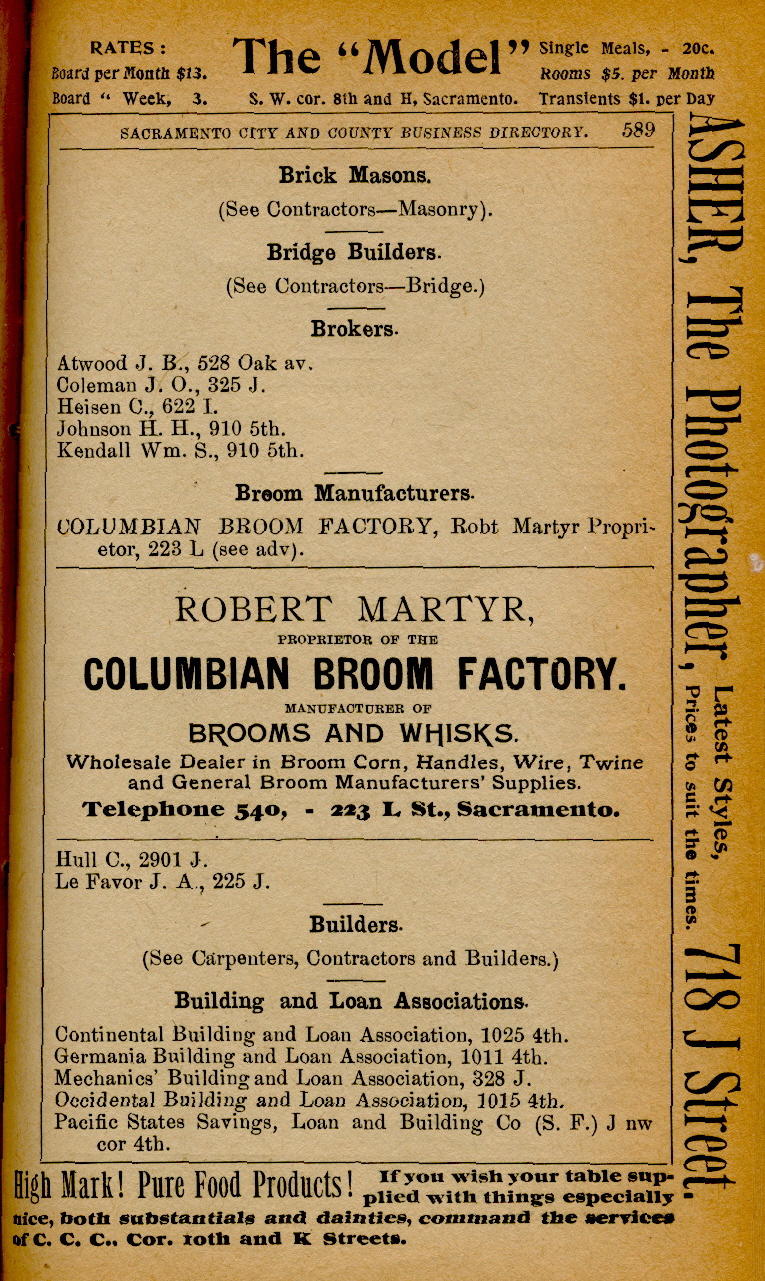 RATES: The "Model" Single Meals, - 20c.
Board per Month $13. Rooms $5. per Month
Board " Week, 3. S. W. cor. 8th and H, Sacramento. Transients $1. per Day
SACRAMENTO CITY AND COUNTY BUSINESS DIRECTORY. 589
Brick Masons.
(See Contractors—Masonry).
Bridge Builders.
(See Contractors—Bridge.)
Brokers.
Atwood J. B., 528 Oak av.
Coleman J. O., 325 J.
Heisen C., 622 I.
Johnson H. H., 910 5th.
Kendall Wm. S., 910 5th.
Broom Manufacturers.
COLUMBIAN BROOM FACTORY, Robt Martyr Propri-
etor, 223 L (see adv).
ROBERT MARTYR,
PROPRIETOR OF THE
COLUMBIAN BROOM FACTORY.
MANUFACTURER OF
BROOMS AND WHISKS.
Wholesale Dealer in Broom Corn, Handles, Wire, Twine
and General Broom Manufacturers' Supplies.
Telephone 540, - 223 L St., Sacramento.
Hull C., 2901 J.
Le Favor J. A., 225 J.
Builders.
(See Carpenters, Contractors and Builders.)
Building and Loan Associations.
Continental Building and Loan Association, 1025 4th.
Germania Building and Loan Association, 1011 4th.
Mechanics' Building and Loan Association, 328 J.
Occidental Building and Loan Association, 1015 4th.
Pacific States Savings, Loan and Building Co (S. F.) J nw
cor 4th.
ASHER, The Photographer, Latest Styles, Prices to suit the times. 718 J Street.
High Mark! Pure Food Products! If you wish your table sup-
plied with things especially
nice, both substantials and dainties, command the services
of C. C. C., Cor. 10th and K Streets.